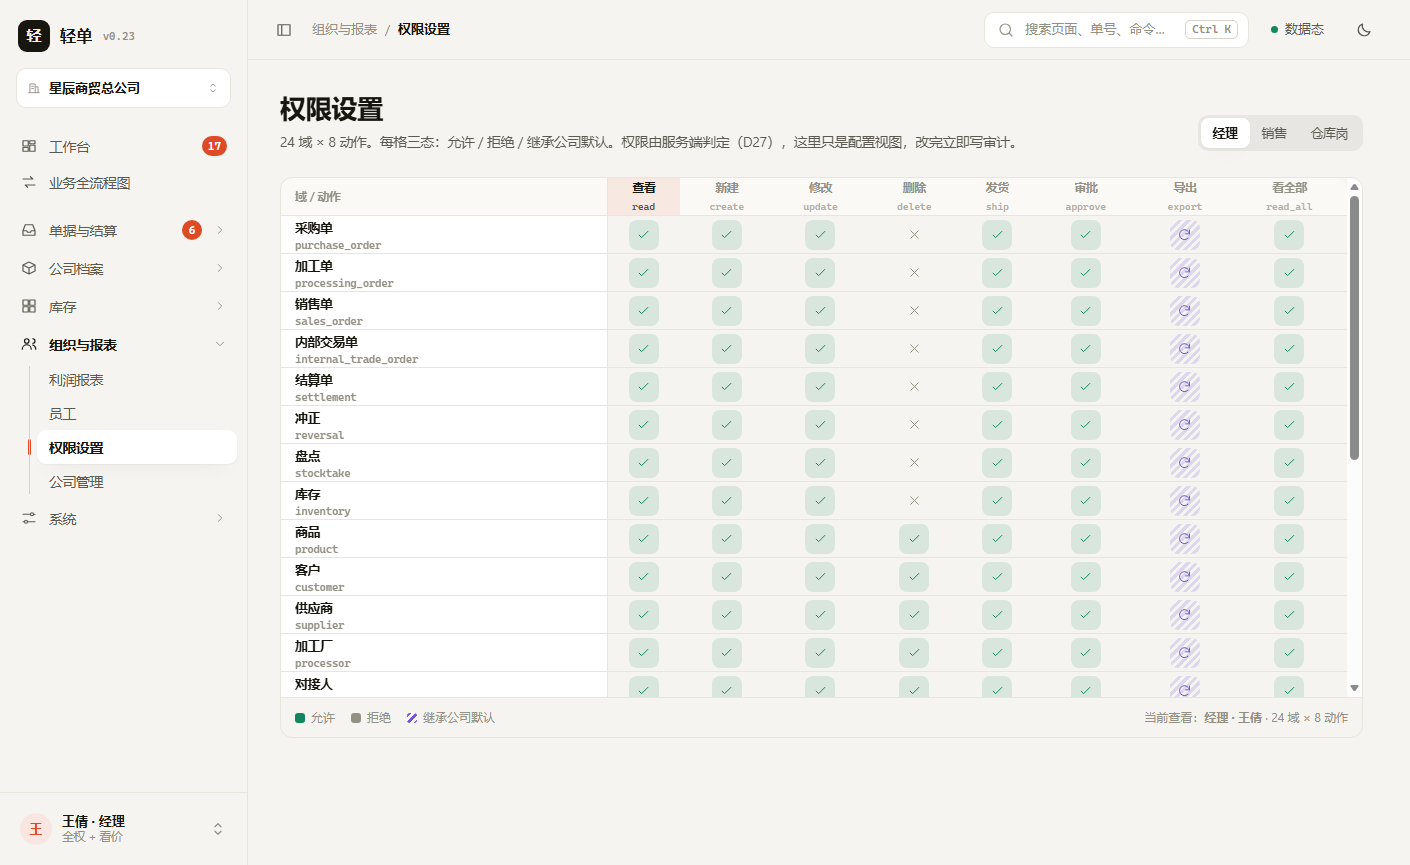 轻 轻单 v0.23
星辰商贸总公司
工作台 17
业务全流程图
单据与结算 6
公司档案
库存
组织与报表
利润报表
员工
权限设置
公司管理
系统
王 王倩 · 经理
全权 + 看价
组织与报表 / 权限设置
搜索页面、单号、命令... Ctrl K
数据态
权限设置
24 域 × 8 动作。每格三态：允许 / 拒绝 / 继承公司默认。权限由服务端判定（D27），这里只是配置视图，改完立即写审计。
经理 销售 仓库岗
域 / 动作 查看 新建 修改 删除 发货 审批 导出 看全部
read create update delete ship approve export read_all
采购单
purchase_order
加工单
processing_order
销售单
sales_order
内部交易单
internal_trade_order
结算单
settlement
冲正
reversal
盘点
stocktake
库存
inventory
商品
product
客户
customer
供应商
supplier
加工厂
processor
对接人
允许 拒绝 继承公司默认
当前查看：经理 · 王倩 · 24 域 × 8 动作